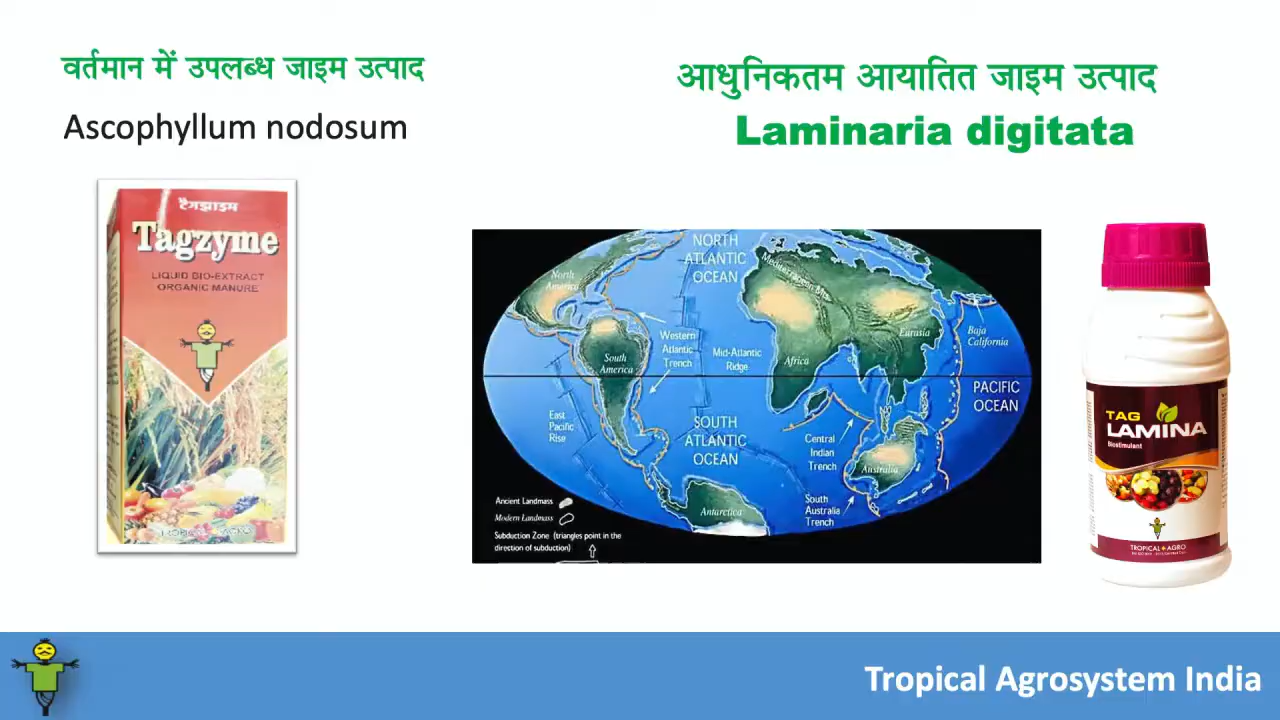 वर्तमान में उपलब्ध जाइम उत्पाद
Ascophyllum nodosum
आधुनिकतम आयातित जाइम उत्पाद
Laminaria digitata
टैगझाइम
Tagzyme
LIQUID BIO-EXTRACT
ORGANIC MANURE
NORTH
ATLANTIC
OCEAN
North
America
Western
Atlantic
Trench
Mid-Atlantic
Ridge
South
America
Africa
Eurasia
Baja
California
PACIFIC
OCEAN
East
Pacific
Rise
SOUTH
ATLANTIC
OCEAN
Central
Indian
Trench
Australia
South
Australia
Trench
Antarctica
Ancient Landmass
Modern Landmass
Subduction Zone (triangles point in the
direction of subduction)
TAG
LAMINA
Biostimulant
TROPICAL AGRO
Tropical Agrosystem India